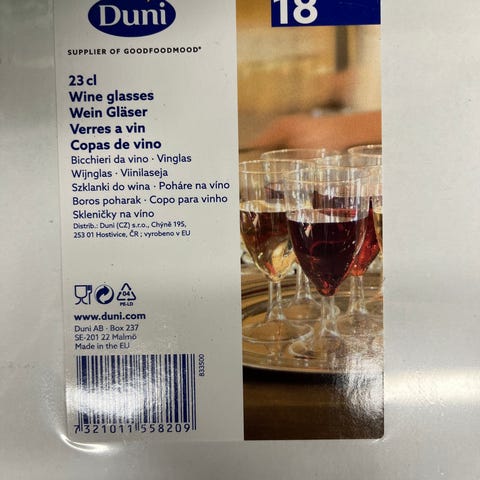 Duni
18
SUPPLIER OF GOODFOODMOOD®
23 cl
Wine glasses
Wein Gläser
Verres a vin
Copas de vino
Bicchieri da vino · Vinglas
Wijnglas · Viinilaseja
Szklanki do wina · Poháre na víno
Boros poharak · Copo para vinho
Skleničky na víno
Distrib.: Duni (CZ) s.r.o., Chýně 195,
253 01 Hostivice, ČR ; vyrobeno v EU
04
PE-LD
www.duni.com
Duni AB · Box 237
SE-201 22 Malmö
Made in the EU
833500
7 321011 558209